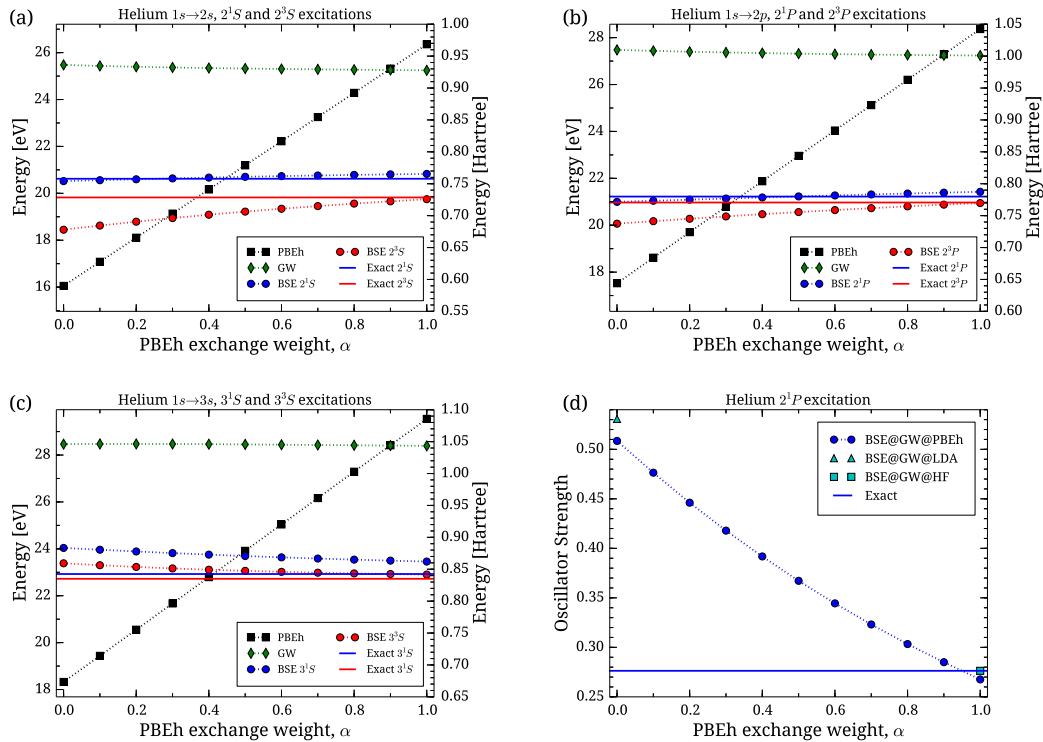 (a)
Helium 1s→2s, 2¹S and 2³S excitations
Energy [eV]
26
24
22
20
18
16
1.00
0.95
0.90
0.85
0.80
0.75
0.70
0.65
0.60
0.55
Energy [Hartree]
PBEh
GW
BSE 2¹S
BSE 2³S
Exact 2¹S
Exact 2³S
0.0 0.2 0.4 0.6 0.8 1.0
PBEh exchange weight, α
(b)
Helium 1s→2p, 2¹P and 2³P excitations
Energy [eV]
28
26
24
22
20
18
1.05
1.00
0.95
0.90
0.85
0.80
0.75
0.70
0.65
0.60
Energy [Hartree]
PBEh
GW
BSE 2¹P
BSE 2³P
Exact 2¹P
Exact 2³P
0.0 0.2 0.4 0.6 0.8 1.0
PBEh exchange weight, α
(c)
Helium 1s→3s, 3¹S and 3³S excitations
Energy [eV]
28
26
24
22
20
18
1.10
1.05
1.00
0.95
0.90
0.85
0.80
0.75
0.70
0.65
Energy [Hartree]
PBEh
GW
BSE 3¹S
BSE 3³S
Exact 3¹S
Exact 3¹S
0.0 0.2 0.4 0.6 0.8 1.0
PBEh exchange weight, α
(d)
Helium 2¹P excitation
Oscillator Strength
0.50
0.45
0.40
0.35
0.30
0.25
BSE@GW@PBEh
BSE@GW@LDA
BSE@GW@HF
Exact
0.0 0.2 0.4 0.6 0.8 1.0
PBEh exchange weight, α